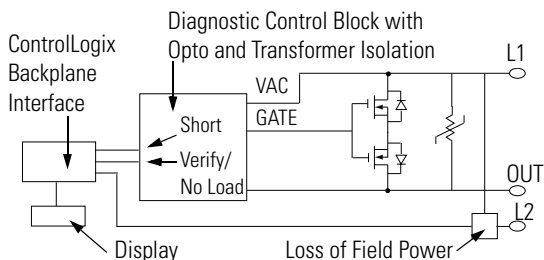 ControlLogix
Backplane
Interface
Diagnostic Control Block with
Opto and Transformer Isolation
VAC
GATE
Short
Verify/
No Load
Display
L1
OUT
L2
Loss of Field Power